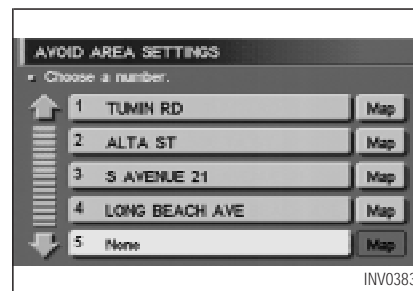 AVOID AREA SETTINGS
Choose a number.
1 TUMIN RD Map
2 ALTA ST Map
3 S AVENUE 21 Map
4 LONG BEACH AVE Map
5 None Map
INV0383